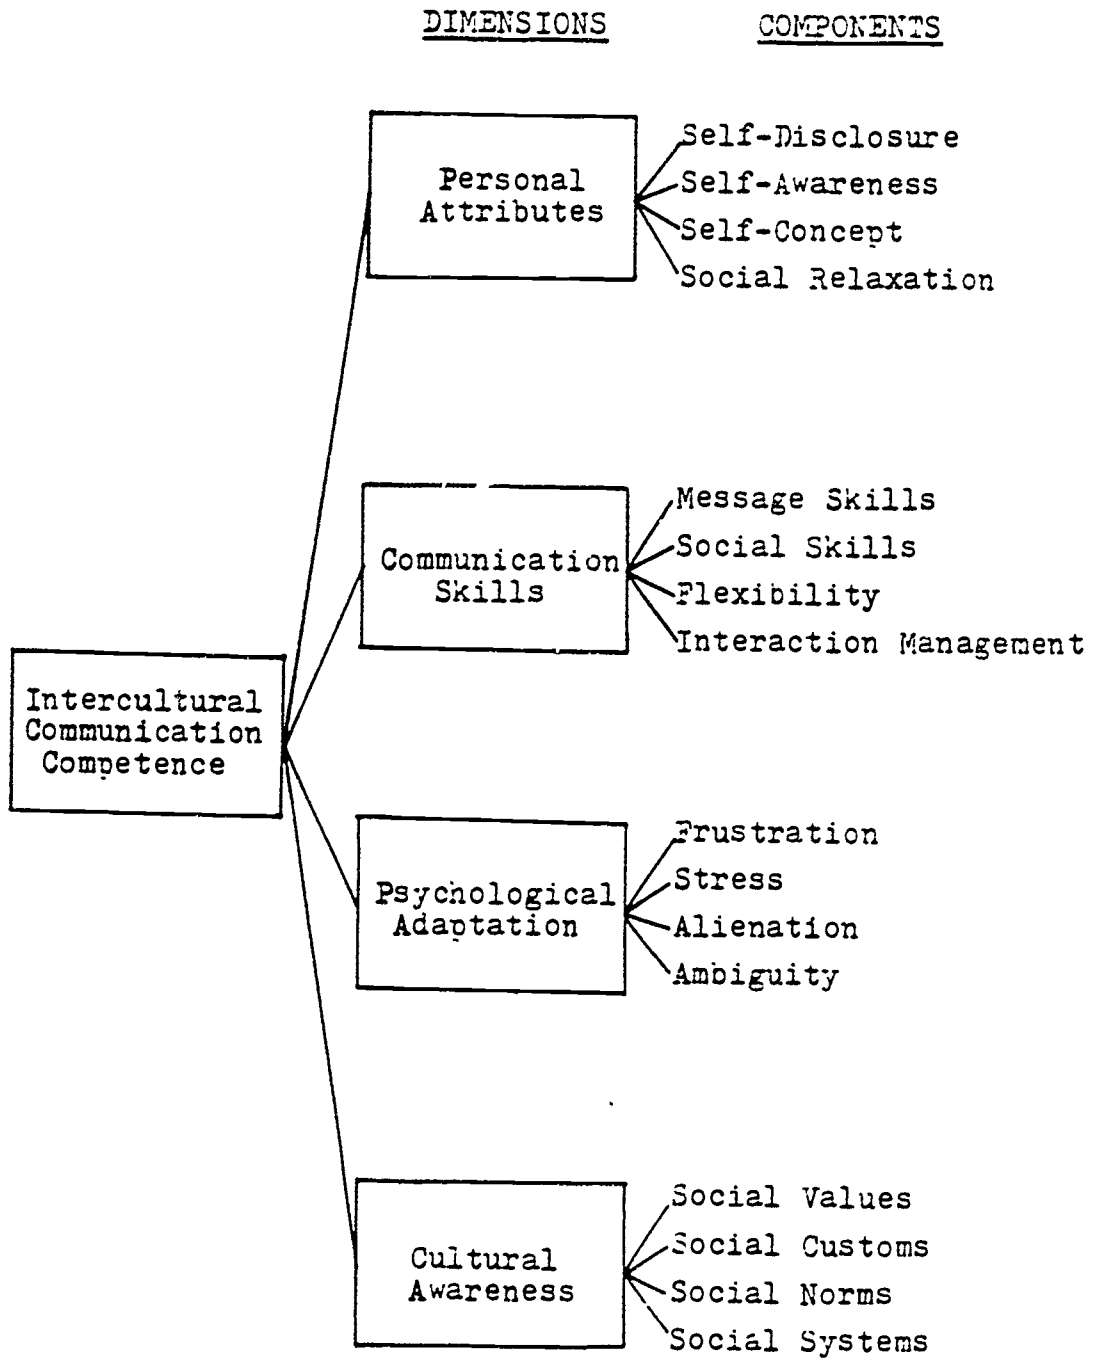 DIMENSIONS
COMPONENTS
Personal
Attributes
Self-Disclosure
Self-Awareness
Self-Concept
Social Relaxation
Communication
Skills
Message Skills
Social Skills
Flexibility
Interaction Management
Intercultural
Communication
Competence
Psychological
Adaptation
Frustration
Stress
Alienation
Ambiguity
Cultural
Awareness
Social Values
Social Customs
Social Norms
Social Systems